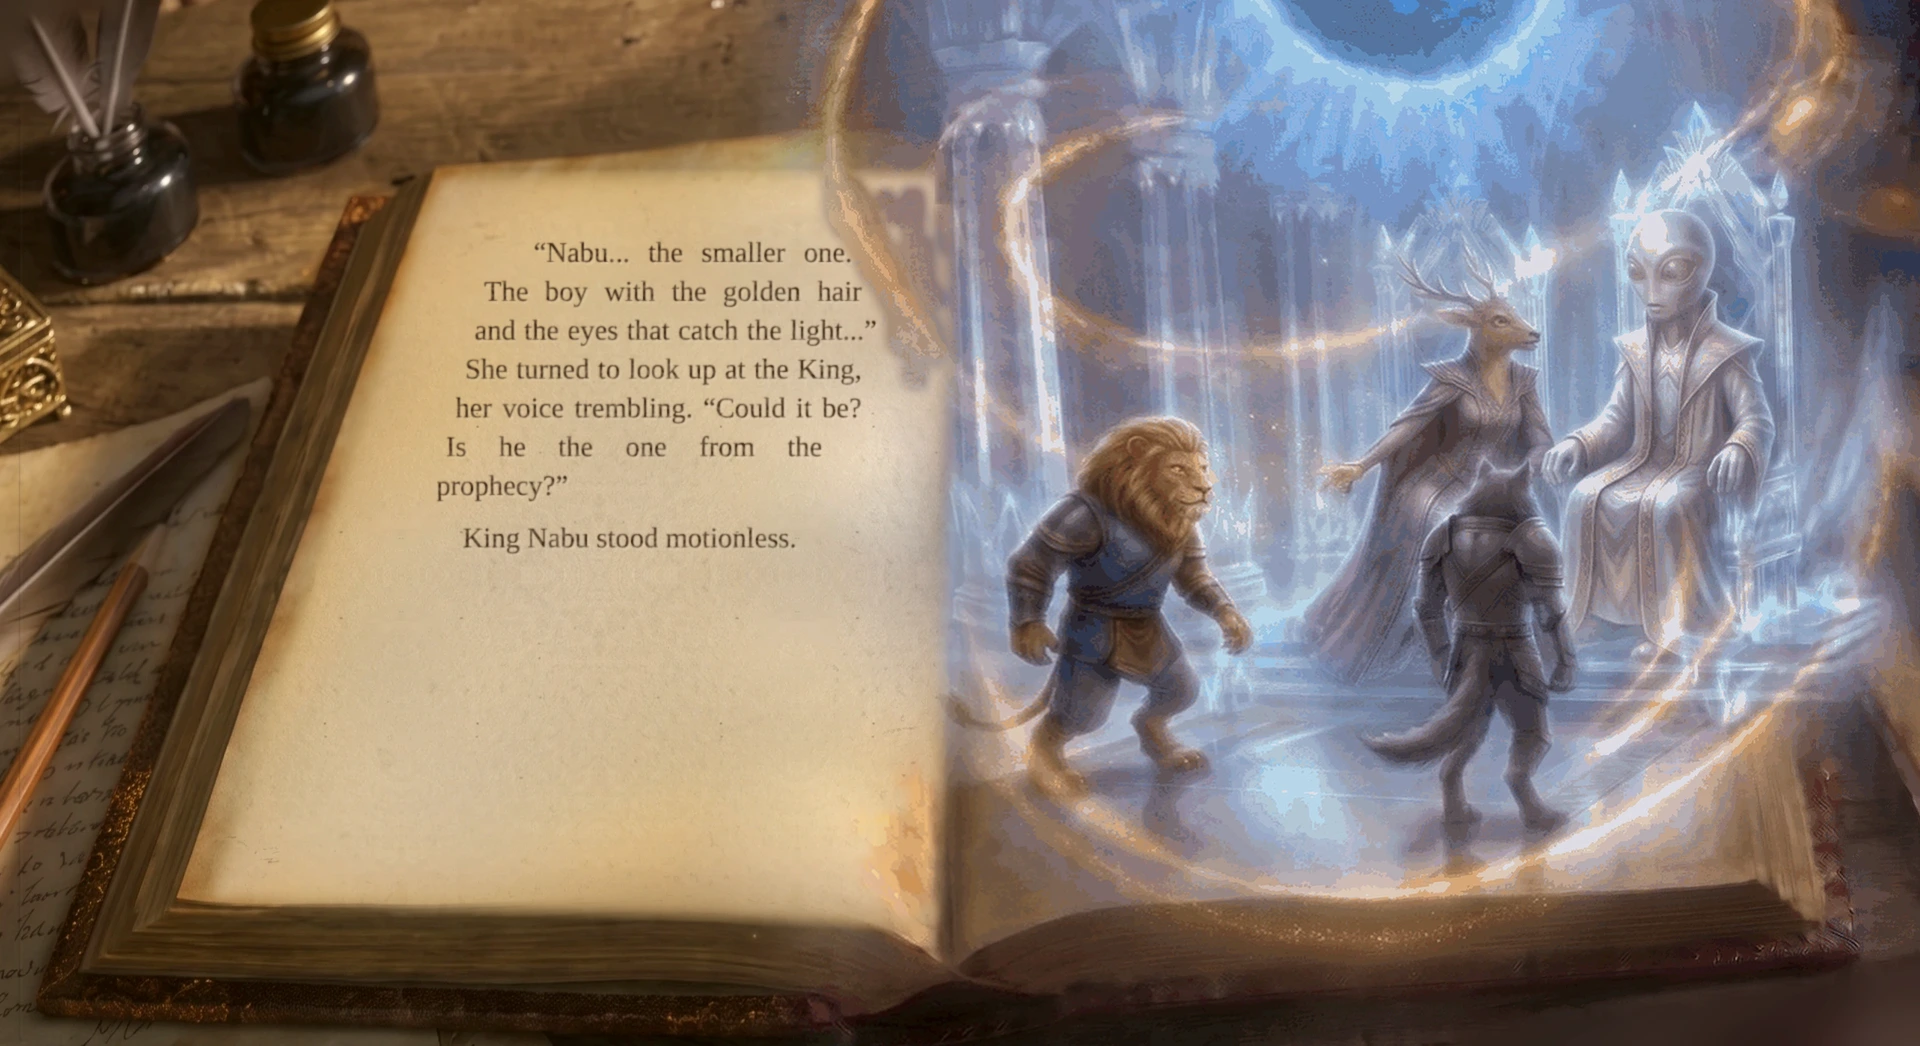 “Nabu... the smaller one.
The boy with the golden hair
and the eyes that catch the light...”
She turned to look up at the King,
her voice trembling. “Could it be?
Is he the one from the
prophecy?”
King Nabu stood motionless.